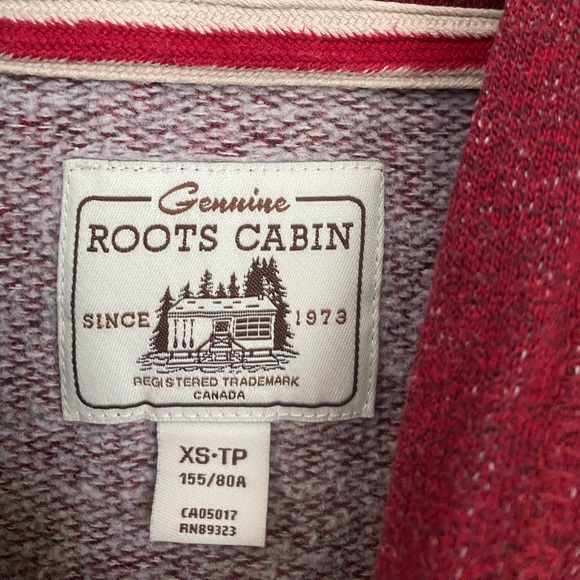 Genuine
ROOTS CABIN
SINCE 1973
REGISTERED TRADEMARK
CANADA
XS·TP
155/80A
CA05017
RN89323